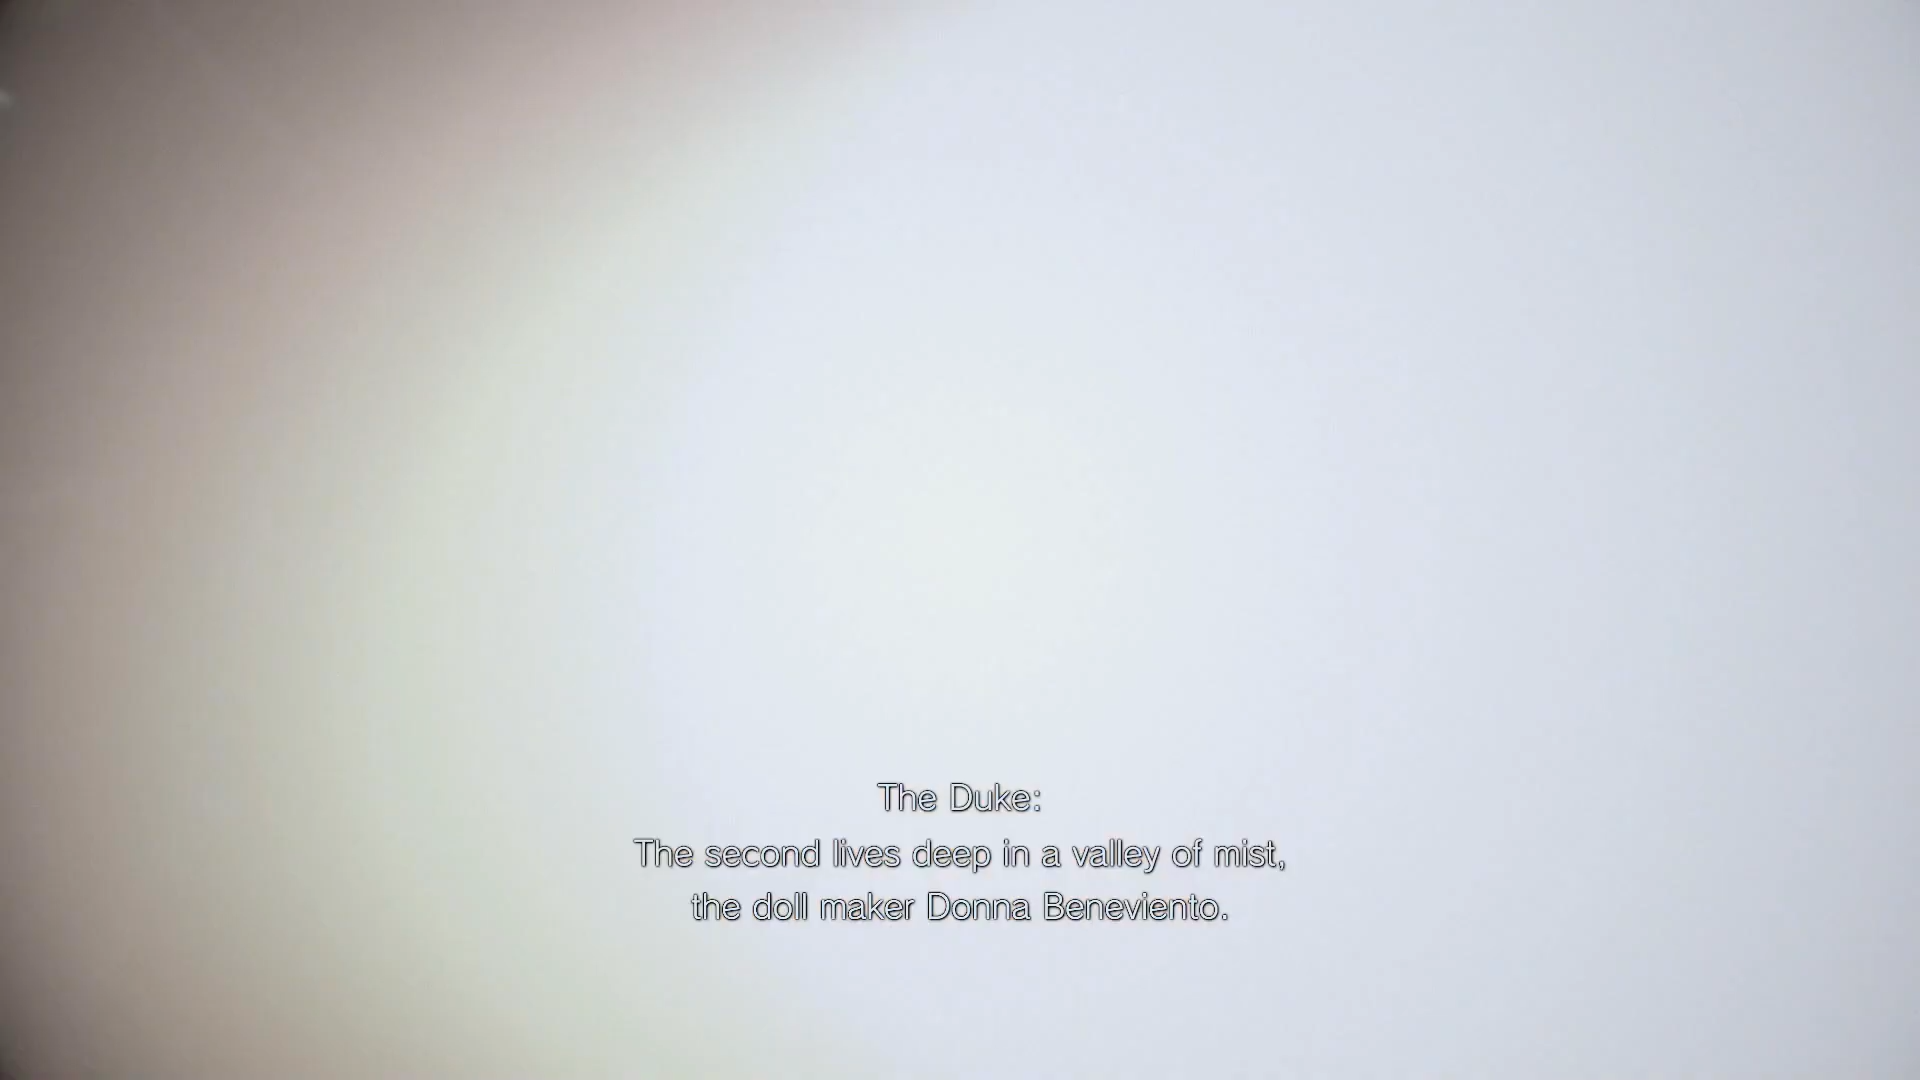 The Duke:
The second lives deep in a valley of mist,
the doll maker Donna Beneviento.